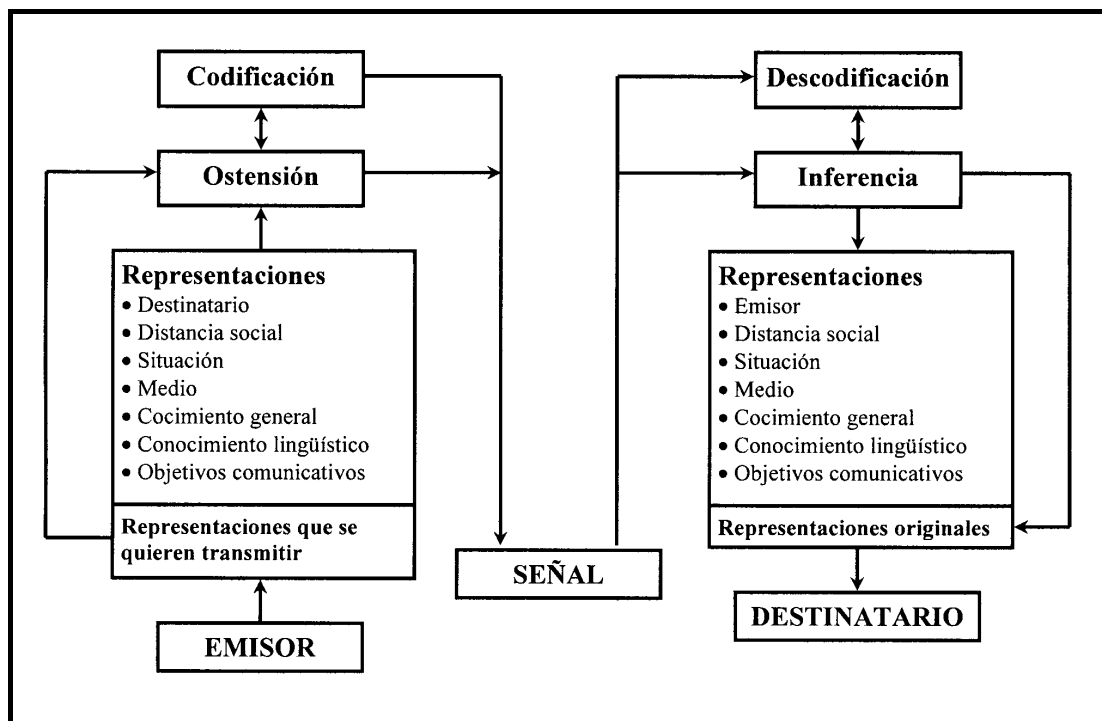 Codificación
Ostensión
Representaciones
• Destinatario
• Distancia social
• Situación
• Medio
• Cocimiento general
• Conocimiento lingüístico
• Objetivos comunicativos
Representaciones que se
quieren transmitir
EMISOR
SEÑAL
Descodificación
Inferencia
Representaciones
• Emisor
• Distancia social
• Situación
• Medio
• Cocimiento general
• Conocimiento lingüístico
• Objetivos comunicativos
Representaciones originales
DESTINATARIO